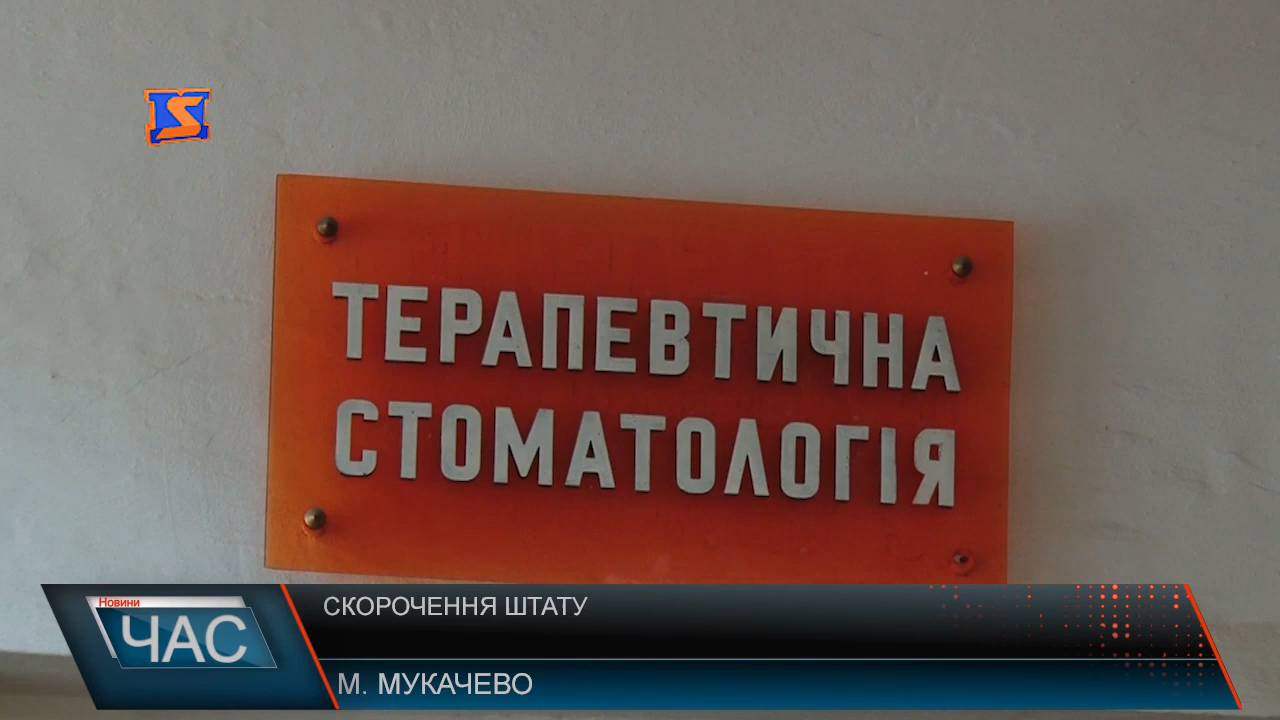 ТЕРАПЕВТИЧНА
СТОМАТОЛОГІЯ
Новини
ЧАС
СКОРОЧЕННЯ ШТАТУ
М. МУКАЧЕВО